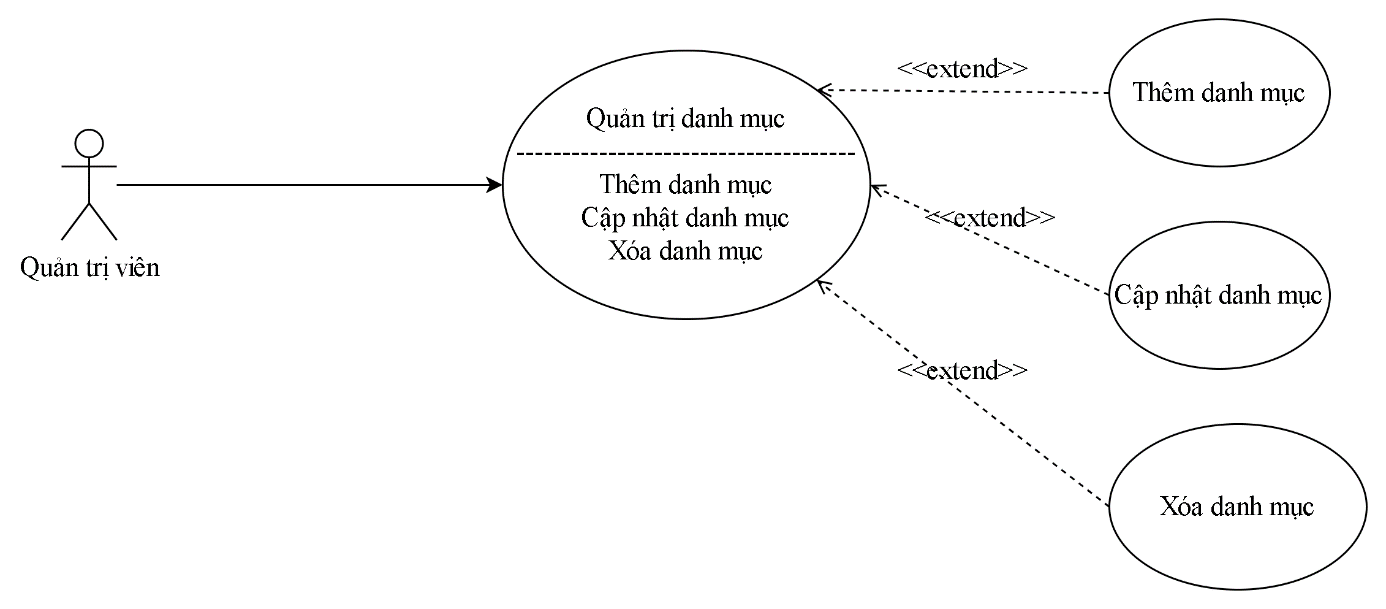 Quản trị viên
Quản trị danh mục
Thêm danh mục
Cập nhật danh mục
Xóa danh mục
<<extend>>
Thêm danh mục
<<extend>>
Cập nhật danh mục
<<extend>>
Xóa danh mục